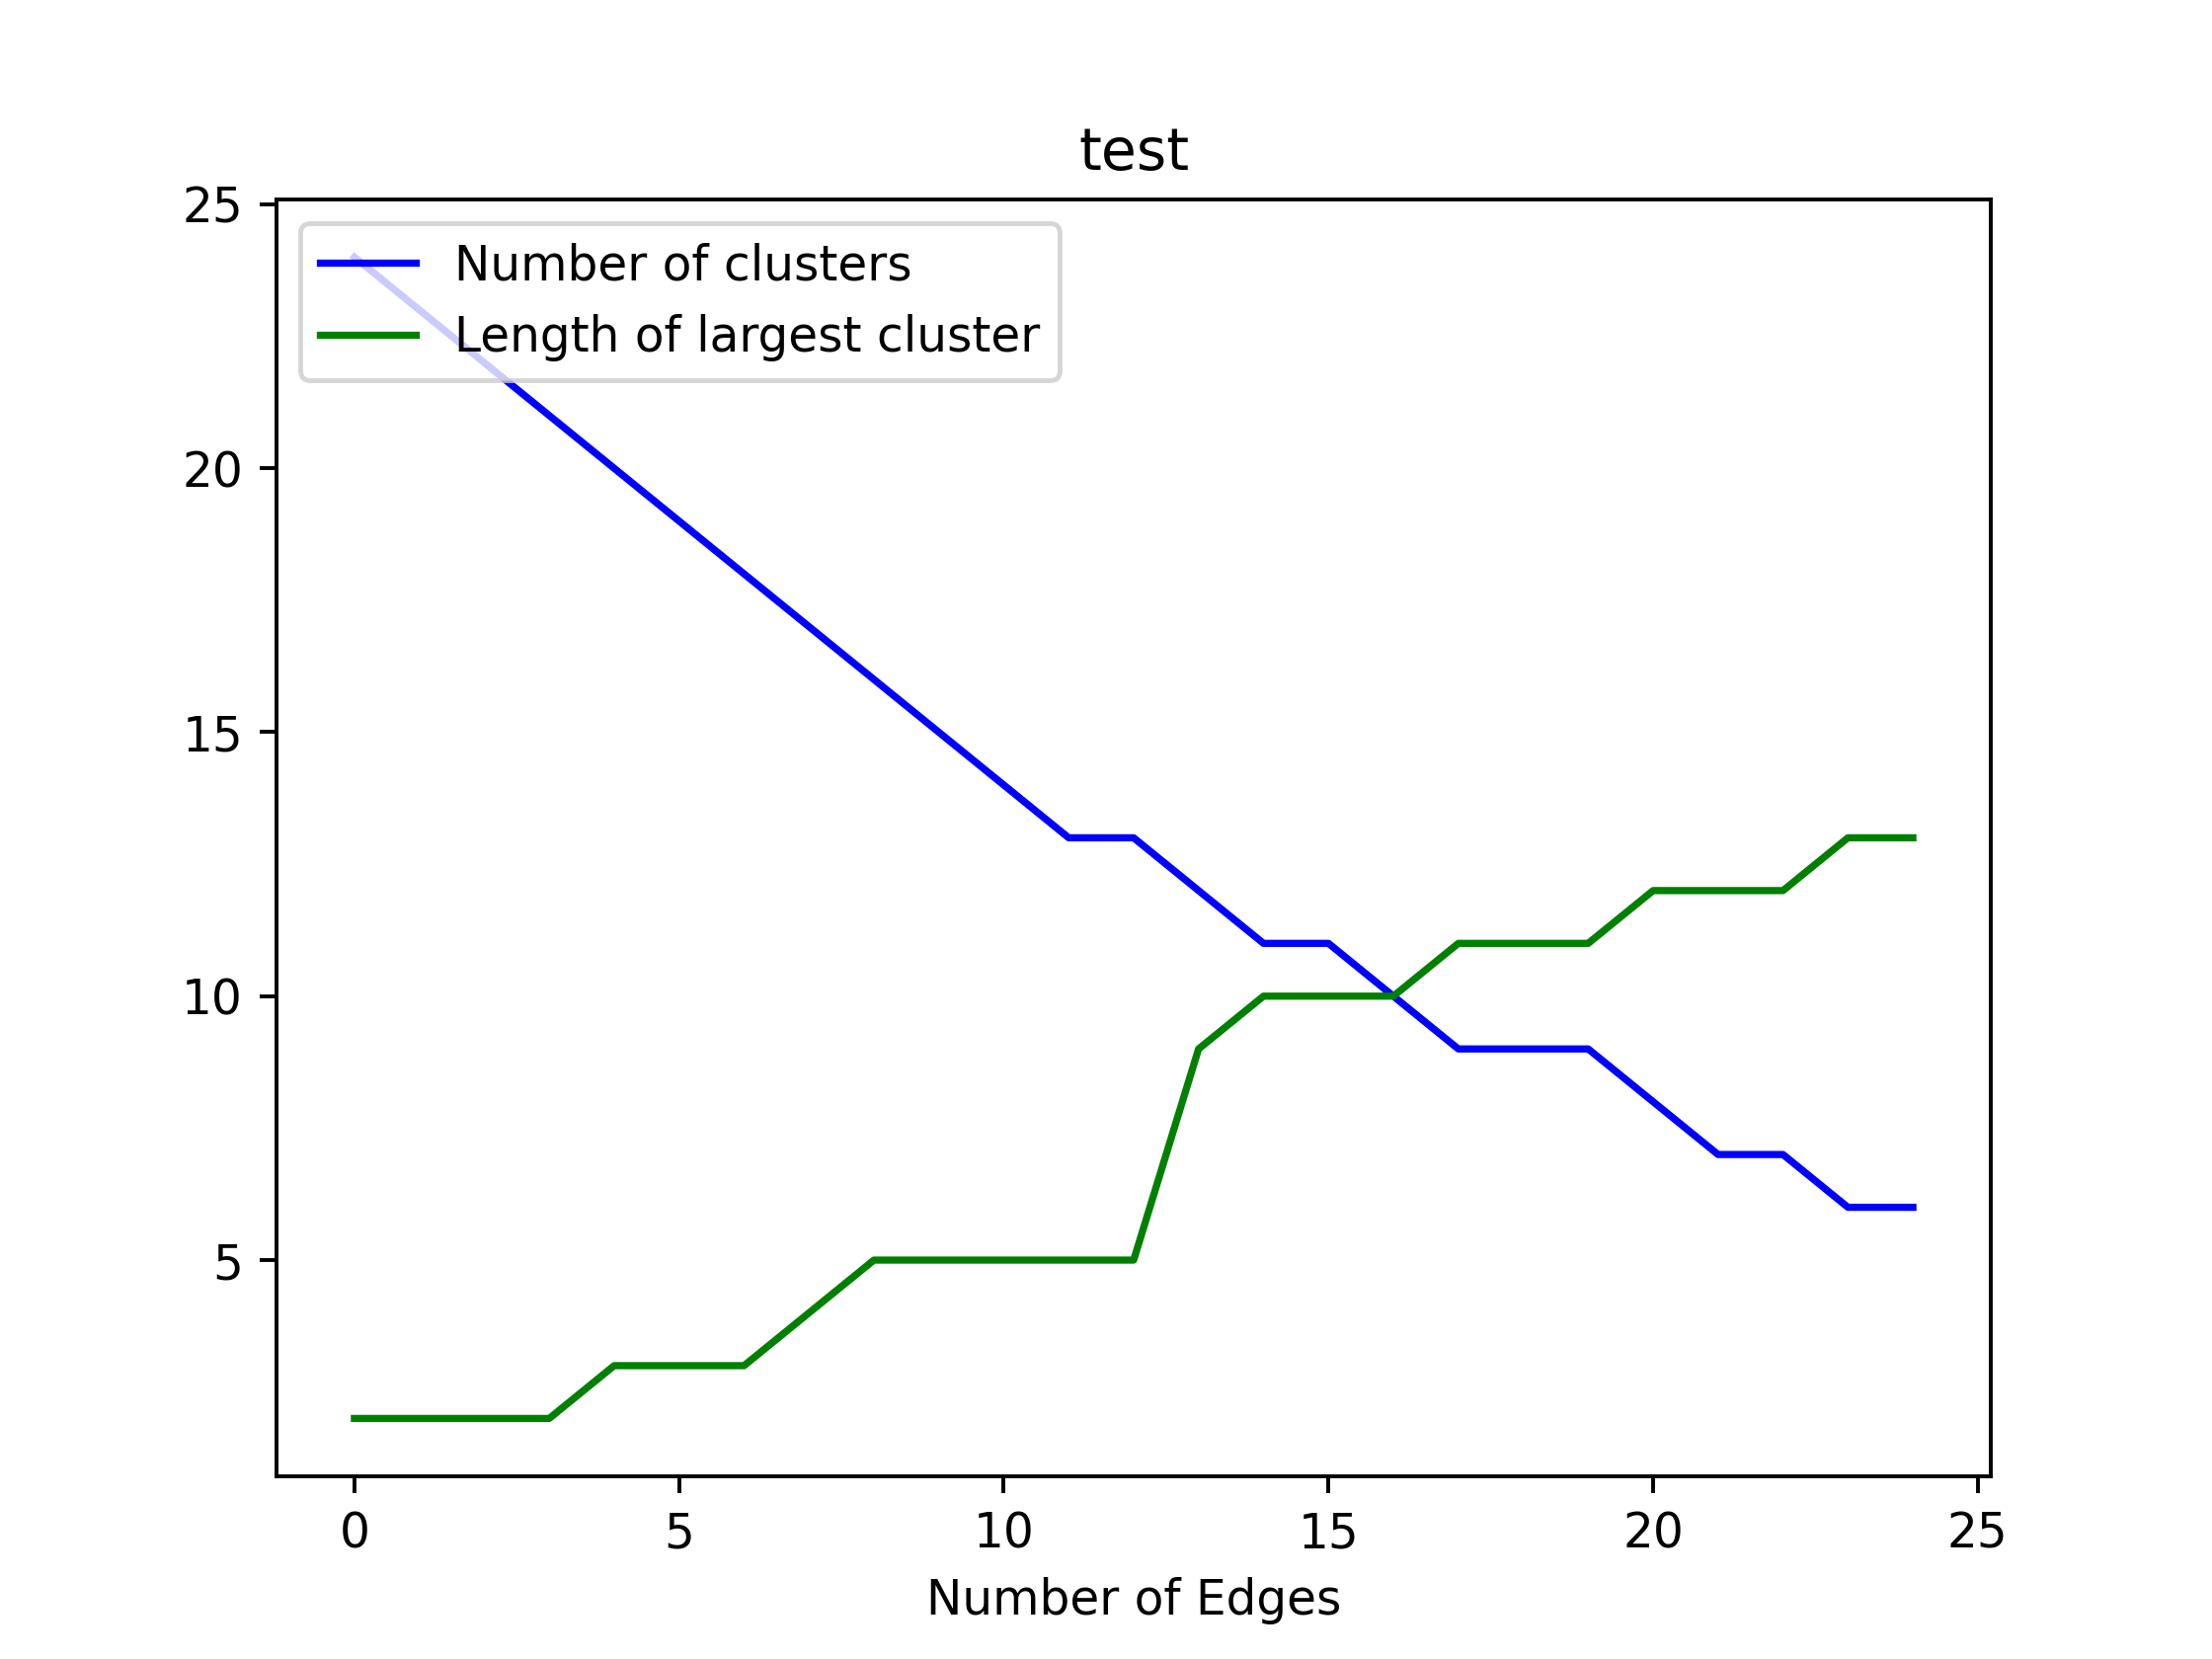 test
25
20
15
10
5
Number of clusters
Length of largest cluster
0 5 10 15 20 25
Number of Edges